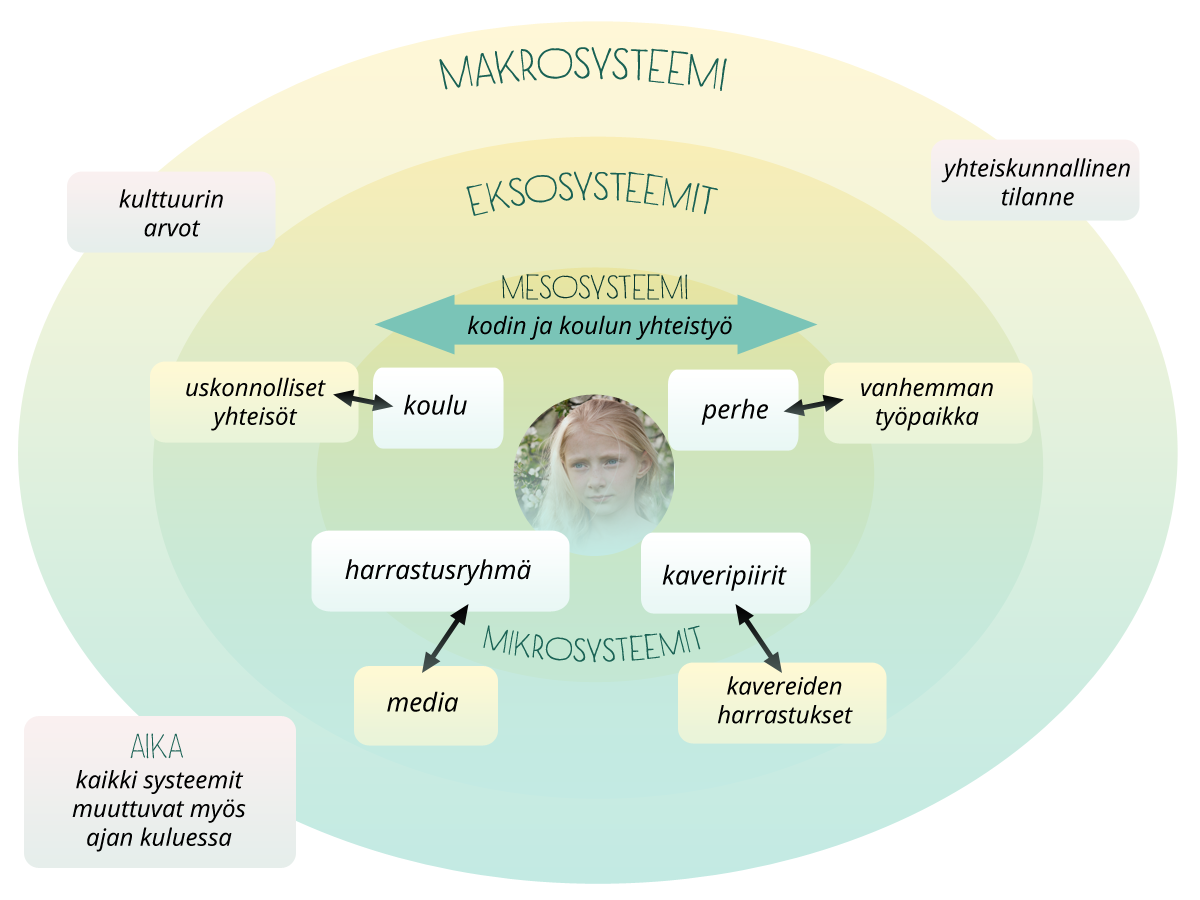 MAKROSYSTEEMI
kulttuurin
arvot
yhteiskunnallinen
tilanne
EKSOSYSTEEMIT
MESOSYSTEEMI
kodin ja koulun yhteistyö
uskonnolliset
yhteisöt
koulu
perhe
vanhemman
työpaikka
harrastusryhmä
kaveripiirit
MIKROSYSTEEMIT
media
kavereiden
harrastukset
AIKA
kaikki systeemit
muuttuvat myös
ajan kuluessa